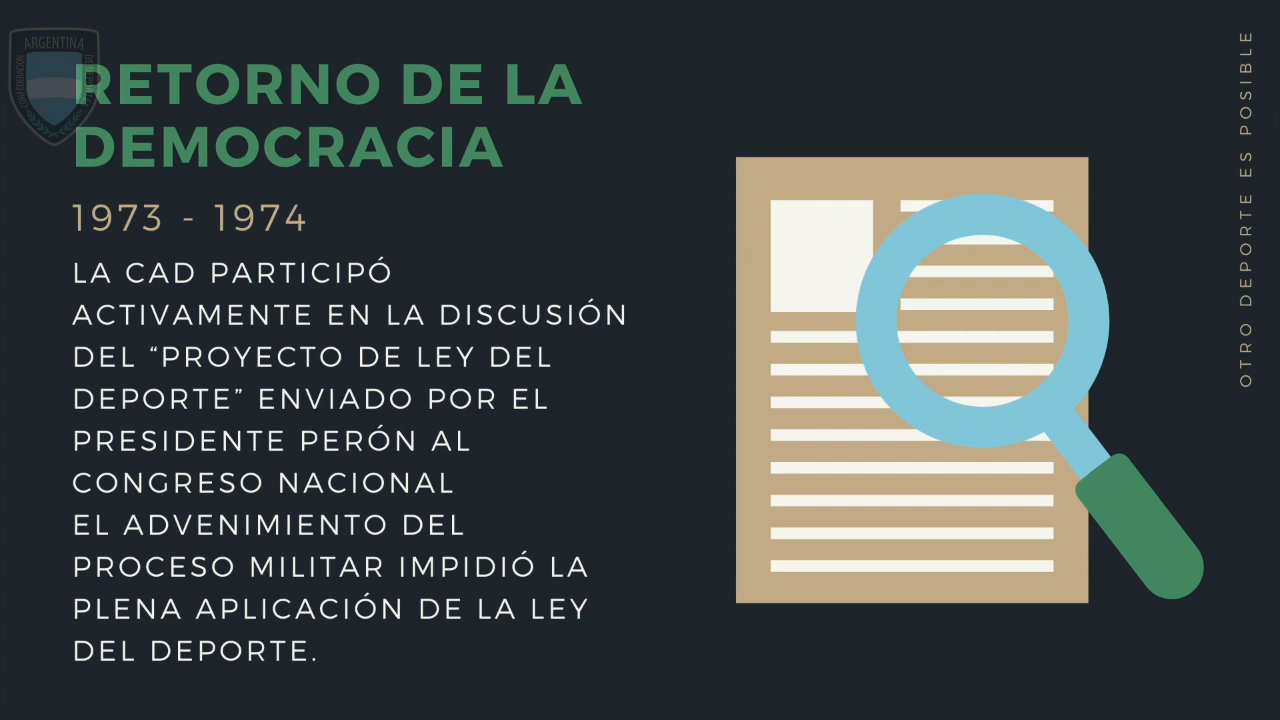 ARGENTINA
CONFEDERACIÓN
RETORNO DE LA
DEMOCRACIA
1973 - 1974
LA CAD PARTICIPÓ
ACTIVAMENTE EN LA DISCUSIÓN
DEL “PROYECTO DE LEY DEL
DEPORTE” ENVIADO POR EL
PRESIDENTE PERÓN AL
CONGRESO NACIONAL
EL ADVENIMIENTO DEL
PROCESO MILITAR IMPIDIÓ LA
PLENA APLICACIÓN DE LA LEY
DEL DEPORTE.
OTRO DEPORTE ES POSIBLE